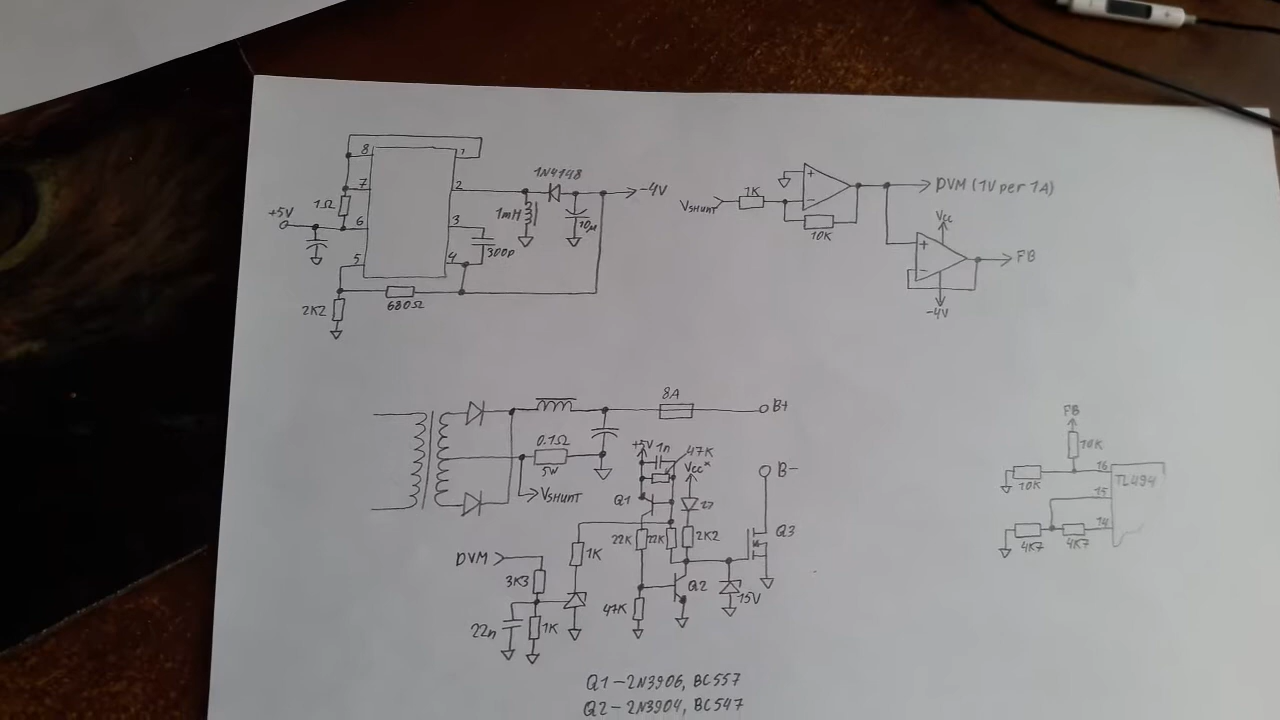 8 1
7 2
1Ω
+5V
6 3
5 4
300p
2K2
680Ω
1N4148
1mH
10µ
-4V
VSHUNT
1K
+
-
10K
DVM (1V per 1A)
VCC
+
-
FB
-4V
8A
B+
0.1Ω
5W
VSHUNT
+5V
1n
47K
VCC*
B-
Q1
22K
22K
2K2
Q3
DVM
3K3
1K
Q2
15V
47K
22n
1K
FB
10K
10K
16
TL494
15
14
4K7
4K7
Q1-2N3906, BC557
Q2-2N3904, BC547